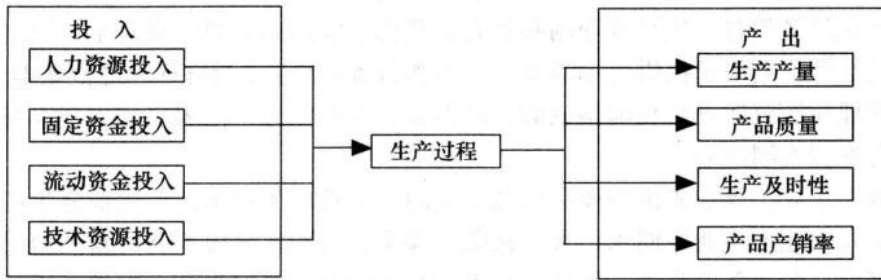 投 入
人力资源投入
固定资金投入
流动资金投入
技术资源投入
生产过程
产 出
生产产量
产品质量
生产及时性
产品产销率